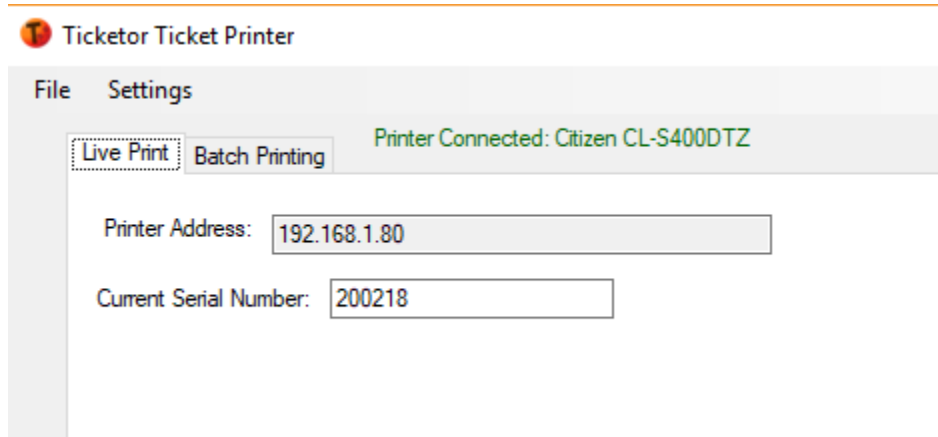 Ticketor Ticket Printer
File Settings
Live Print Batch Printing Printer Connected: Citizen CL-S400DTZ
Printer Address: 192.168.1.80
Current Serial Number: 200218